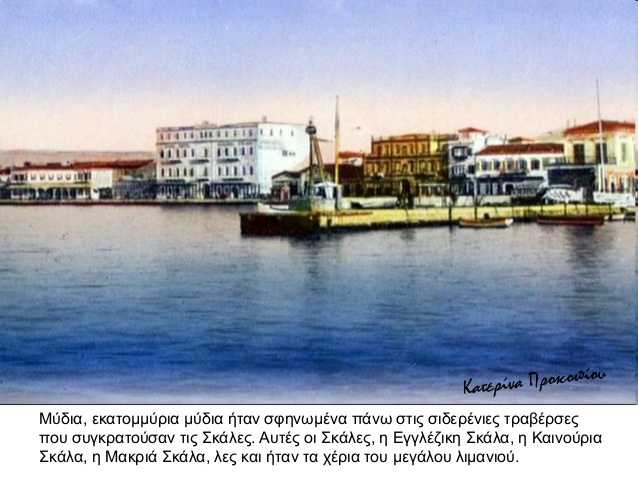 Κατερίνα Προκοπίου
Μύδια, εκατομμύρια μύδια ήταν σφηνωμένα πάνω στις σιδερένιες τραβέρσες
που συγκρατούσαν τις Σκάλες. Αυτές οι Σκάλες, η Εγγλέζικη Σκάλα, η Καινούρια
Σκάλα, η Μακριά Σκάλα, λες και ήταν τα χέρια του μεγάλου λιμανιού.